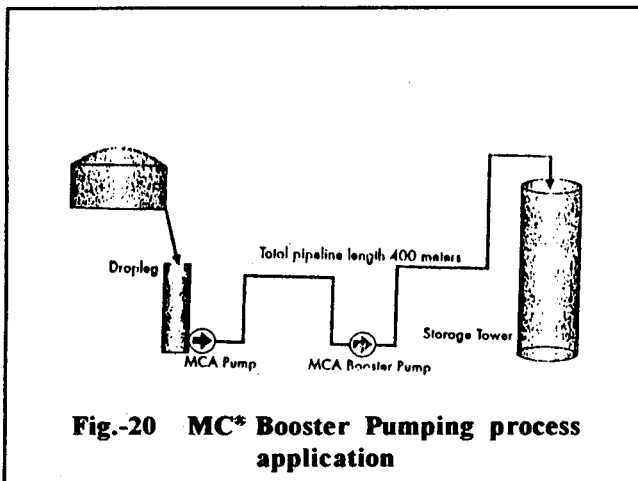 Dropleg
Total pipeline length 400 meters
MCA Pump
MCA Booster Pump
Storage Tower
Fig.-20 MC* Booster Pumping process
application